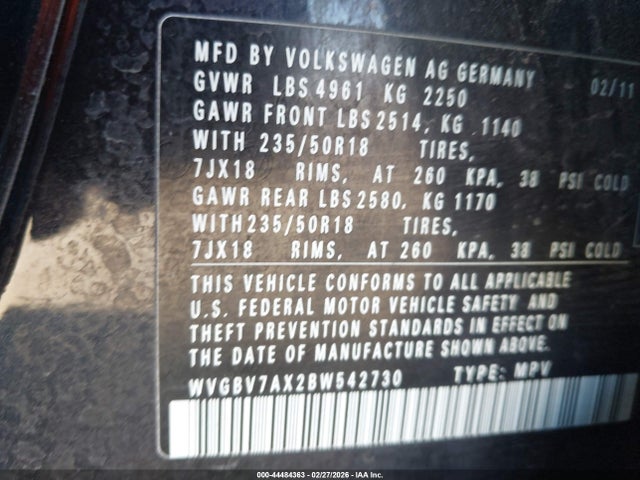 MFD BY VOLKSWAGEN AG GERMANY 02/11
GVWR LBS 4961 KG 2250
GAWR FRONT LBS 2514, KG 1140
WITH 235/50R18 TIRES,
7JX18 RIMS, AT 260 KPA, 38 PSI COLD
GAWR REAR LBS 2580, KG 1170
WITH 235/50R18 TIRES,
7JX18 RIMS, AT 260 KPA, 38 PSI COLD
THIS VEHICLE CONFORMS TO ALL APPLICABLE
U.S. FEDERAL MOTOR VEHICLE SAFETY AND
THEFT PREVENTION STANDARDS IN EFFECT ON
THE DATE OF MANUFACTURE SHOWN ABOVE.
WVGBV7AX2BW542730 TYPE: MPV
000-44484363 - 02/27/2026 - IAA Inc.